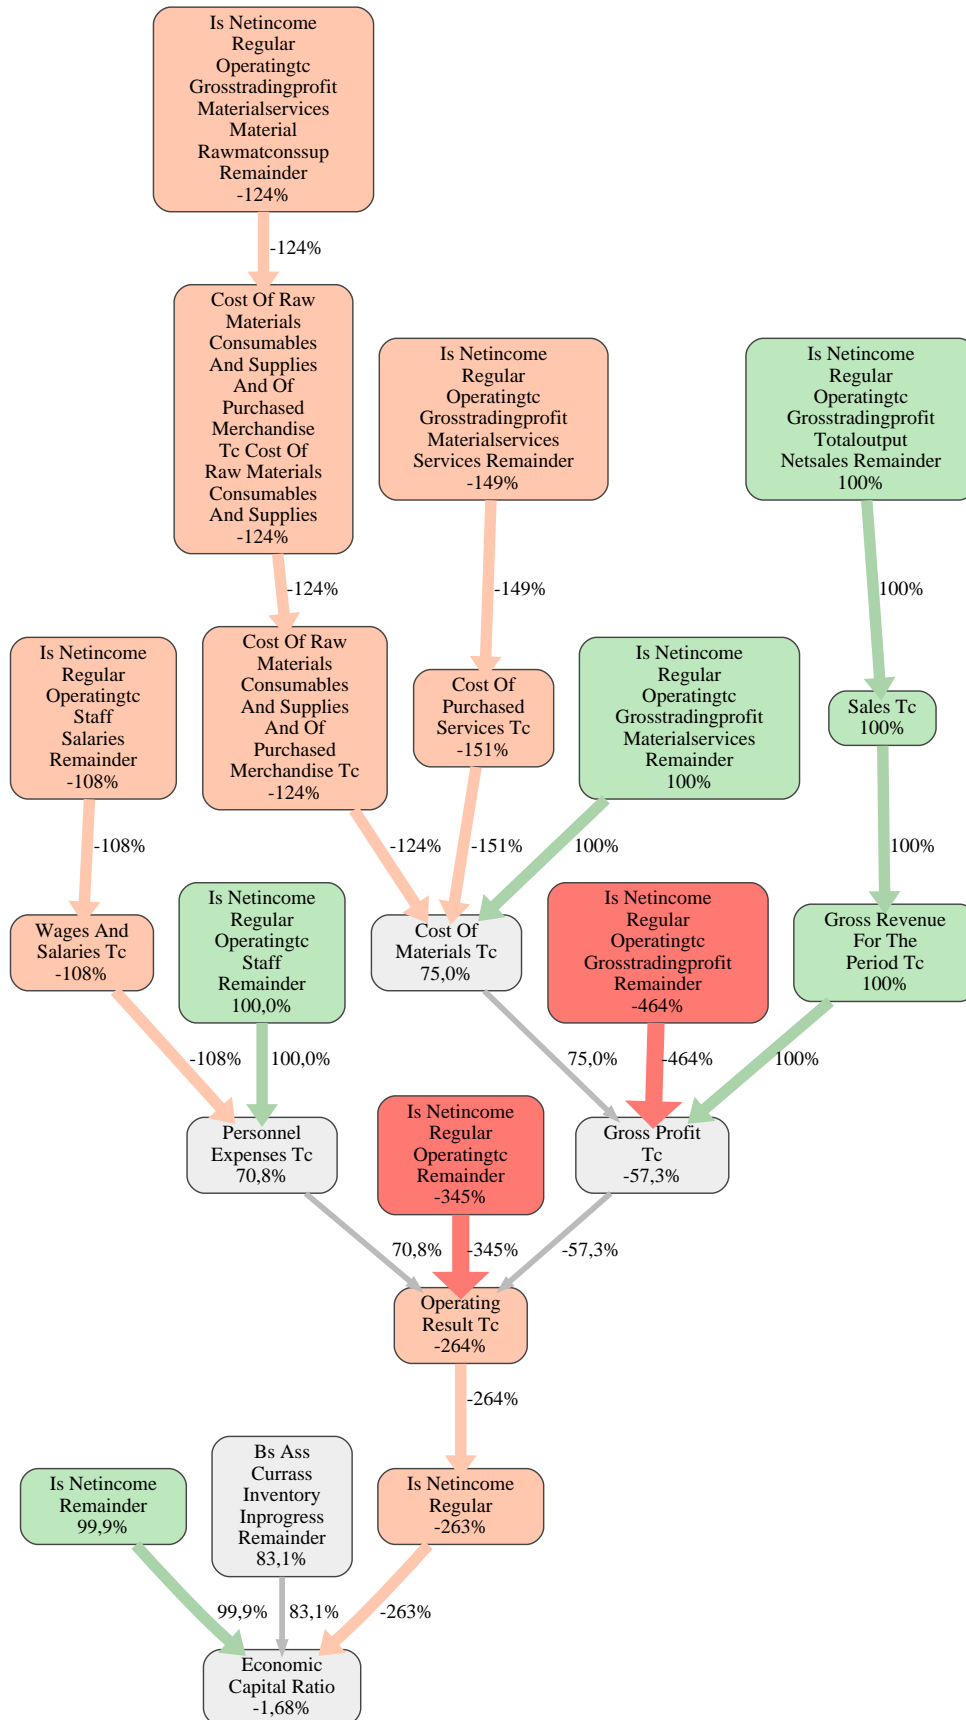 Is Netincome
Regular
Operatingtc
Grosstradingprofit
Materialservices
Material
Rawmatconssup
Remainder
-124%
-124%
Cost Of Raw
Materials
Consumables
And Supplies
And Of
Purchased
Merchandise
Tc Cost Of
Raw Materials
Consumables
And Supplies
-124%
Is Netincome
Regular
Operatingtc
Grosstradingprofit
Materialservices
Services Remainder
-149%
Is Netincome
Regular
Operatingtc
Grosstradingprofit
Totaloutput
Netsales Remainder
100%
-124%
-149%
100%
Is Netincome
Regular
Operatingtc
Staff
Salaries
Remainder
-108%
Cost Of Raw
Materials
Consumables
And Supplies
And Of
Purchased
Merchandise Tc
-124%
Cost Of
Purchased
Services Tc
-151%
Is Netincome
Regular
Operatingtc
Grosstradingprofit
Materialservices
Remainder
100%
Sales Tc
100%
-108%
-124%
-151%
100%
100%
Wages And
Salaries Tc
-108%
Is Netincome
Regular
Operatingtc
Staff
Remainder
100,0%
Cost Of
Materials Tc
75,0%
Is Netincome
Regular
Operatingtc
Grosstradingprofit
Remainder
-464%
Gross Revenue
For The
Period Tc
100%
-108%
100,0%
75,0%
-464%
100%
Personnel
Expenses Tc
70,8%
Is Netincome
Regular
Operatingtc
Remainder
-345%
Gross Profit
Tc
-57,3%
70,8%
-345%
-57,3%
Operating
Result Tc
-264%
-264%
Is Netincome
Remainder
99,9%
Bs Ass
Currass
Inventory
Inprogress
Remainder
83,1%
Is Netincome
Regular
-263%
99,9%
83,1%
-263%
Economic
Capital Ratio
-1,68%